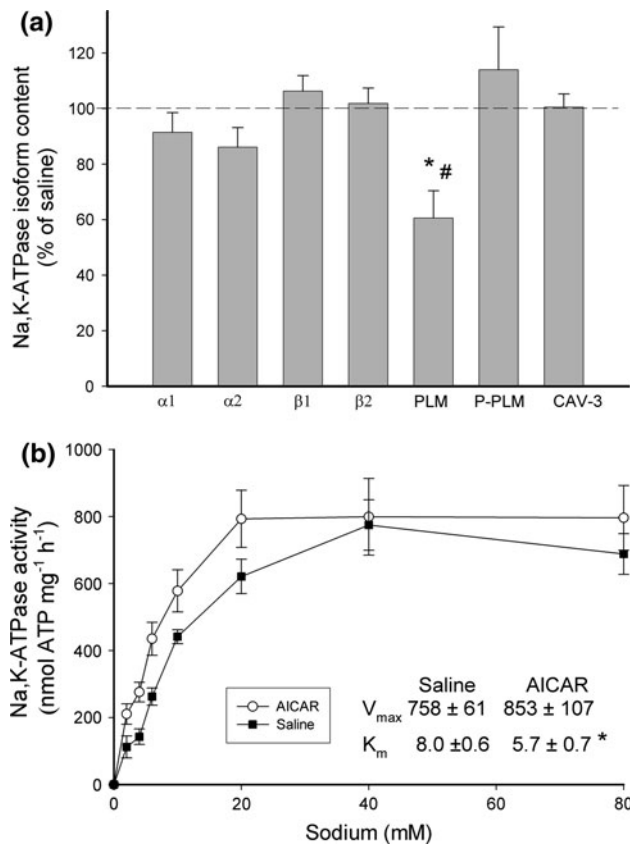 (a)
Na,K-ATPase isoform content
(% of saline)
120
100
80
60
40
20
0
* #
α1 α2 β1 β2 PLM P-PLM CAV-3
(b)
Na,K-ATPase activity
(nmol ATP mg⁻¹ h⁻¹)
1000
800
600
400
200
0
AICAR
Saline
Saline AICAR
Vmax 758 ± 61 853 ± 107
Km 8.0 ±0.6 5.7 ± 0.7 *
0 20 40 60 80
Sodium (mM)